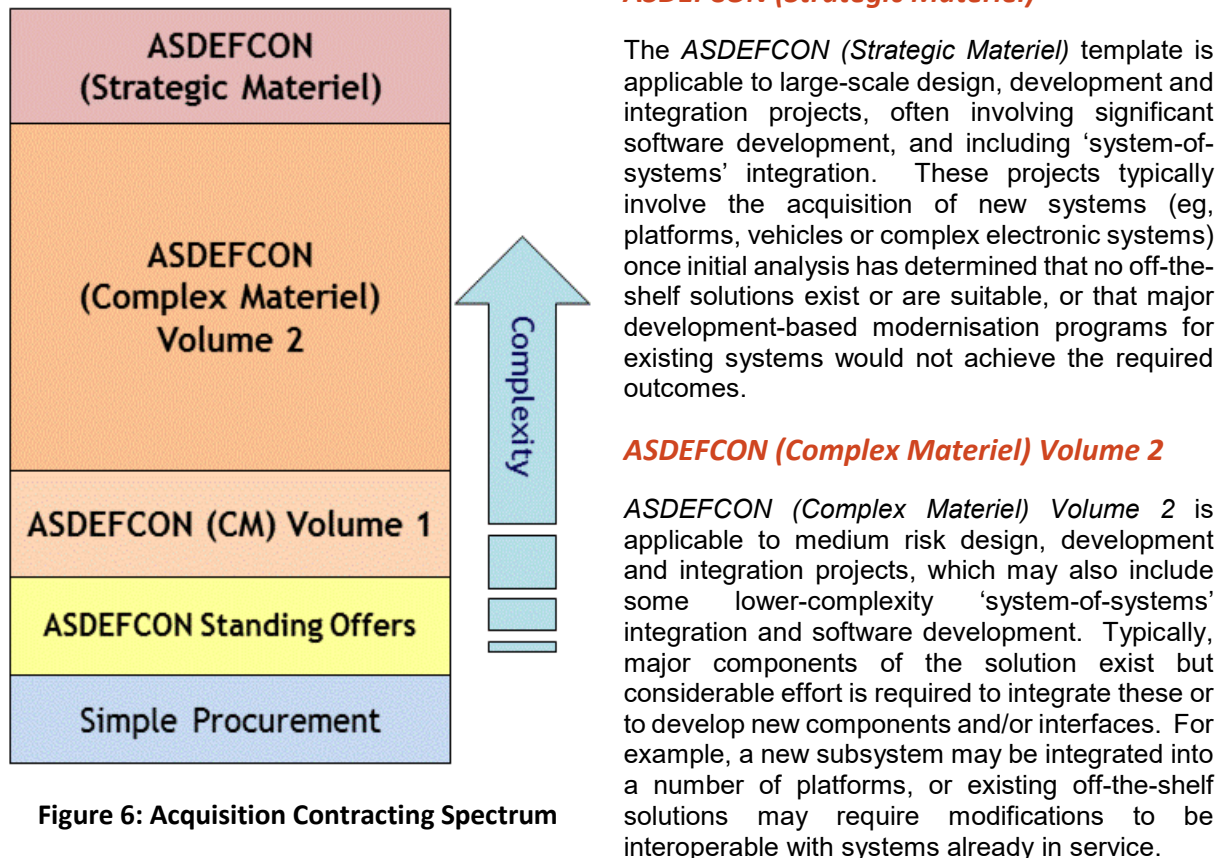 ASDEFCON
(Strategic Materiel)
ASDEFCON
(Complex Materiel)
Volume 2
ASDEFCON (CM) Volume 1
ASDEFCON Standing Offers
Simple Procurement
Complexity
Figure 6: Acquisition Contracting Spectrum
ASDEFCON (Strategic Materiel)
The ASDEFCON (Strategic Materiel) template is
applicable to large-scale design, development and
integration projects, often involving significant
software development, and including ‘system-of-
systems’ integration. These projects typically
involve the acquisition of new systems (eg,
platforms, vehicles or complex electronic systems)
once initial analysis has determined that no off-the-
shelf solutions exist or are suitable, or that major
development-based modernisation programs for
existing systems would not achieve the required
outcomes.
ASDEFCON (Complex Materiel) Volume 2
ASDEFCON (Complex Materiel) Volume 2 is
applicable to medium risk design, development
and integration projects, which may also include
some lower-complexity ‘system-of-systems’
integration and software development. Typically,
major components of the solution exist but
considerable effort is required to integrate these or
to develop new components and/or interfaces. For
example, a new subsystem may be integrated into
a number of platforms, or existing off-the-shelf
solutions may require modifications to be
interoperable with systems already in service.